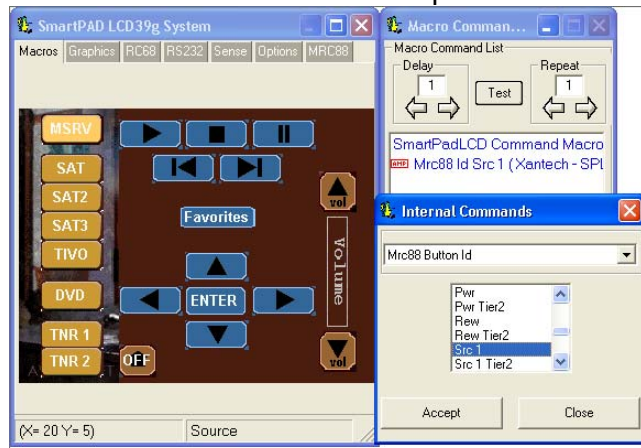 SmartPAD LCD39g System
Macros Graphics RC68 RS232 Sense Options MRC88
MSRV
SAT
SAT2
SAT3
TIVO
DVD
TNR 1
TNR 2
OFF
Favorites
ENTER
vol
Volume
vol
(X= 20 Y= 5)
Source
Macro Comman...
Macro Command List
Delay
1
Test
Repeat
1
SmartPadLCD Command Macro
AMP Mrc88 Id Src 1 ( Xantech - SPL
Internal Commands
Mrc88 Button Id
Pwr
Pwr Tier2
Rew
Rew Tier2
Src 1
Src 1 Tier2
Accept
Close